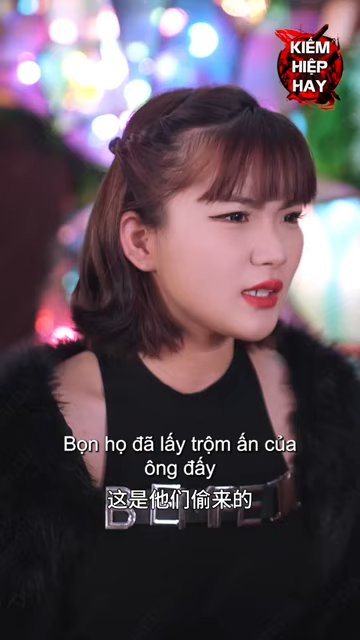 KIẾM
HIỆP
HAY
Bọn họ đã lấy trộm ấn của
ông đấy
这是他们偷来的